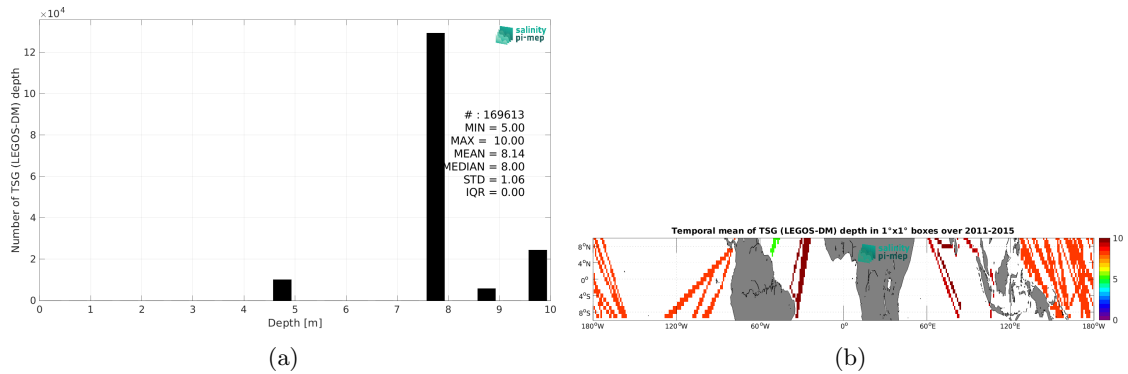 ×10⁴
12
10
8
6
4
2
0
Number of TSG (LEGOS-DM) depth
salinity
pi-mep
# : 169613
MIN = 5.00
MAX = 10.00
MEAN = 8.14
MEDIAN = 8.00
STD = 1.06
IQR = 0.00
0 1 2 3 4 5 6 7 8 9 10
Depth [m]
(a)
Temporal mean of TSG (LEGOS-DM) depth in 1°x1° boxes over 2011-2015
8°N
4°N
0°
4°S
8°S
salinity
pi-mep
10
5
0
180°W 120°W 60°W 0° 60°E 120°E 180°W
(b)